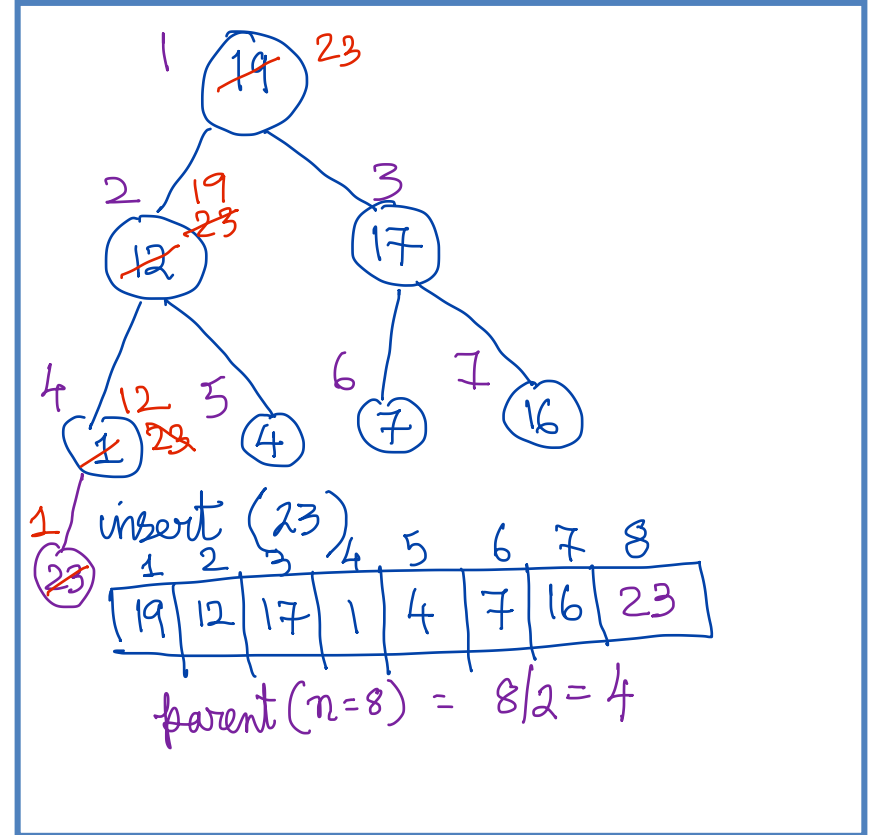 1 19 23
2 19 3
12 23 17
4 12 5 6 7
1 23 4 7 16
1 insert (23)
23
1 2 3 4 5 6 7 8
19 12 17 1 4 7 16 23
parent (n=8) = 8/2 = 4